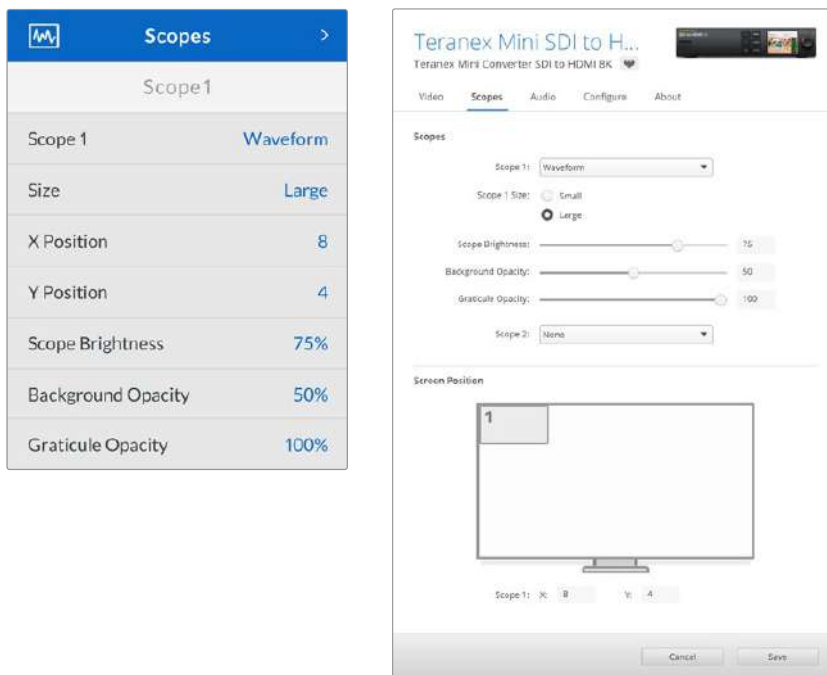 Scopes
Scope1
Scope 1 Waveform
Size Large
X Position 8
Y Position 4
Scope Brightness 75%
Background Opacity 50%
Graticule Opacity 100%
Teranex Mini SDI to H...
Teranex Mini Converter SDI to HDMI 8K
Video Scopes Audio Configure About
Scopes
Scope 1: Waveform
Scope 1 Size: Small
Large
Scope Brightness: 75
Background Opacity: 50
Graticule Opacity: 100
Scope 2: None
Screen Position
1
Scope 1: X: 8 Y: 4
Cancel Save